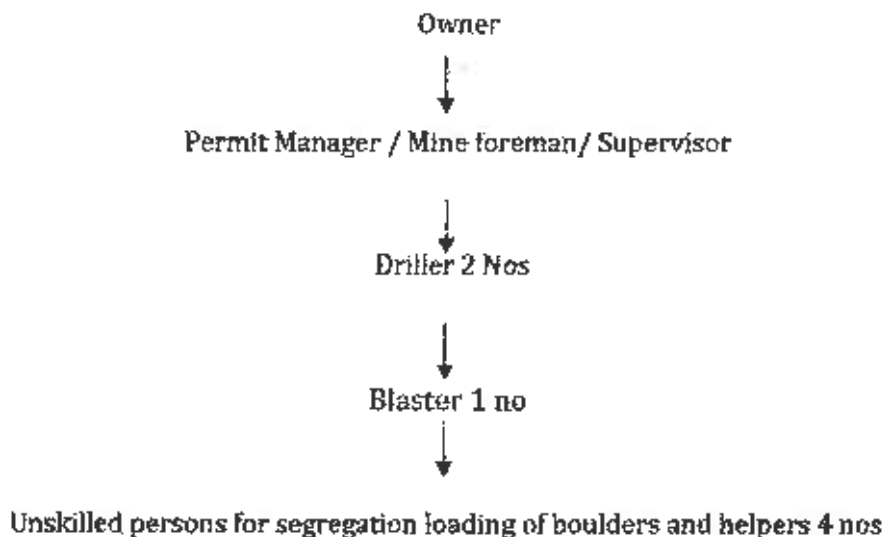 Owner
Permit Manager / Mine foreman/ Supervisor
Driller 2 Nos
Blaster 1 no
Unskilled persons for segregation loading of boulders and helpers 4 nos